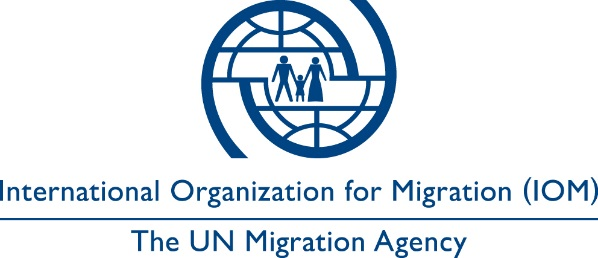 International Organization for Migration (IOM)
The UN Migration Agency